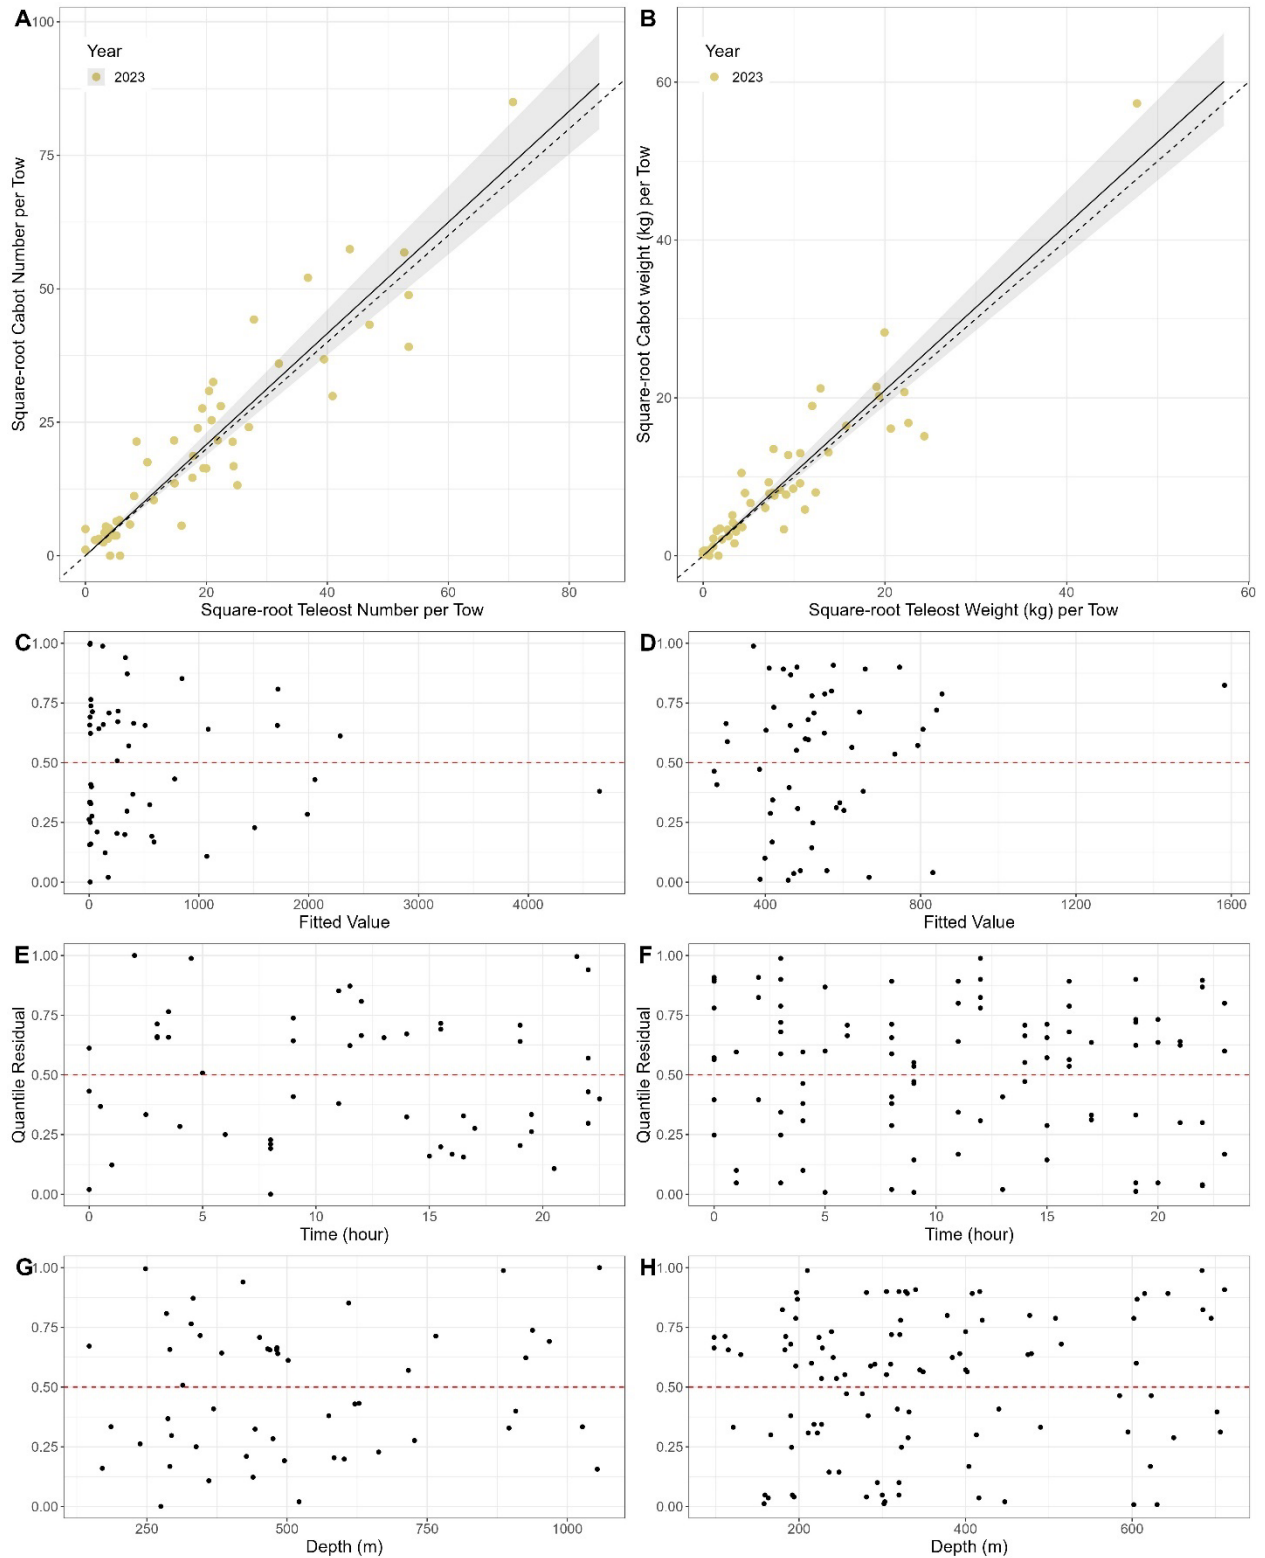 A
B
Year
2023
Year
2023
100
75
50
25
0
60
40
20
0
Square-root Cabot Number per Tow
Square-root Cabot weight (kg) per Tow
0 20 40 60 80
0 20 40 60
Square-root Teleost Number per Tow
Square-root Teleost Weight (kg) per Tow
C
D
1.00
0.75
0.50
0.25
0.00
1.00
0.75
0.50
0.25
0.00
0 1000 2000 3000 4000
400 800 1200 1600
Fitted Value
Fitted Value
E
F
1.00
0.75
0.50
0.25
0.00
1.00
0.75
0.50
0.25
0.00
Quantile Residual
Quantile Residual
0 5 10 15 20
0 5 10 15 20
Time (hour)
Time (hour)
G
H
1.00
0.75
0.50
0.25
0.00
1.00
0.75
0.50
0.25
0.00
250 500 750 1000
200 400 600
Depth (m)
Depth (m)